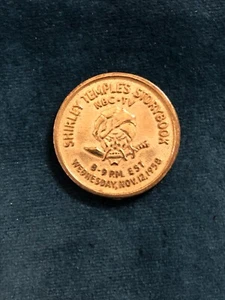 SHIRLEY TEMPLE'S STORYBOOK
NBC-TV
8-9 P.M. EST
WEDNESDAY, NOV. 12, 1958